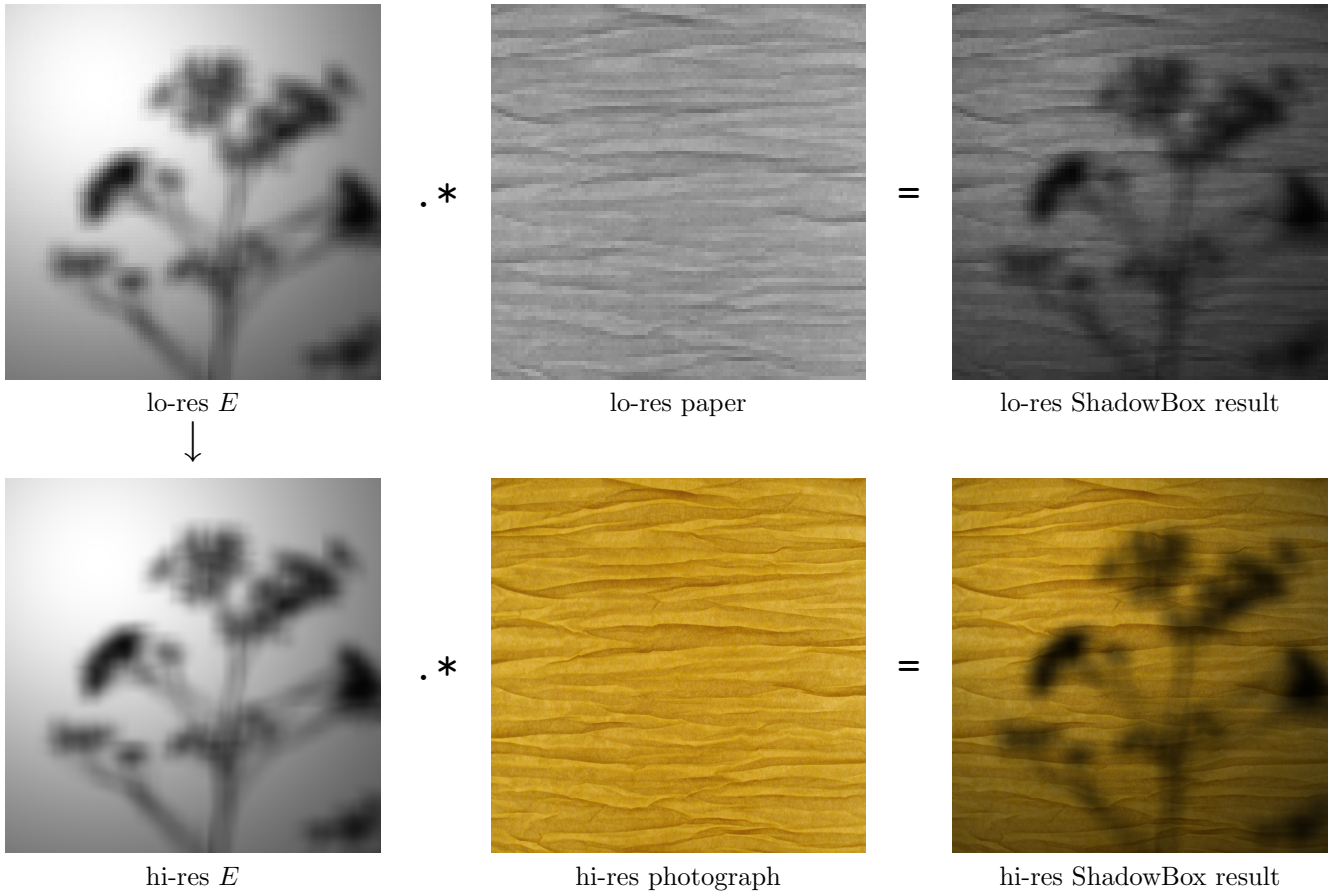 .* =
lo-res E lo-res paper lo-res ShadowBox result
↓
.* =
hi-res E hi-res photograph hi-res ShadowBox result